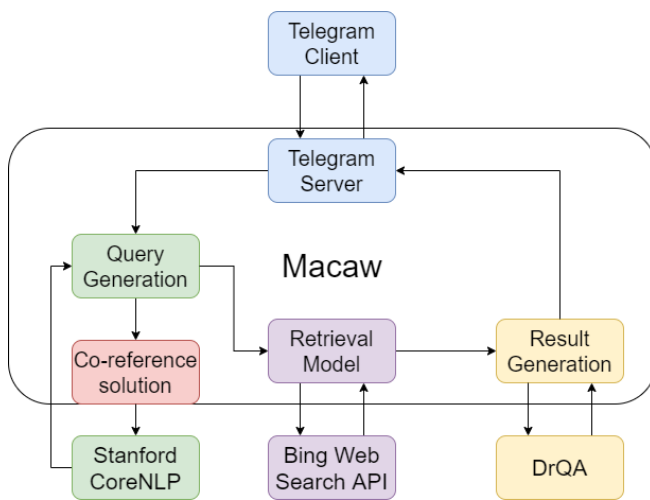 Telegram
Client
Telegram
Server
Query
Generation
Macaw
Co-reference
solution
Retrieval
Model
Result
Generation
Stanford
CoreNLP
Bing Web
Search API
DrQA